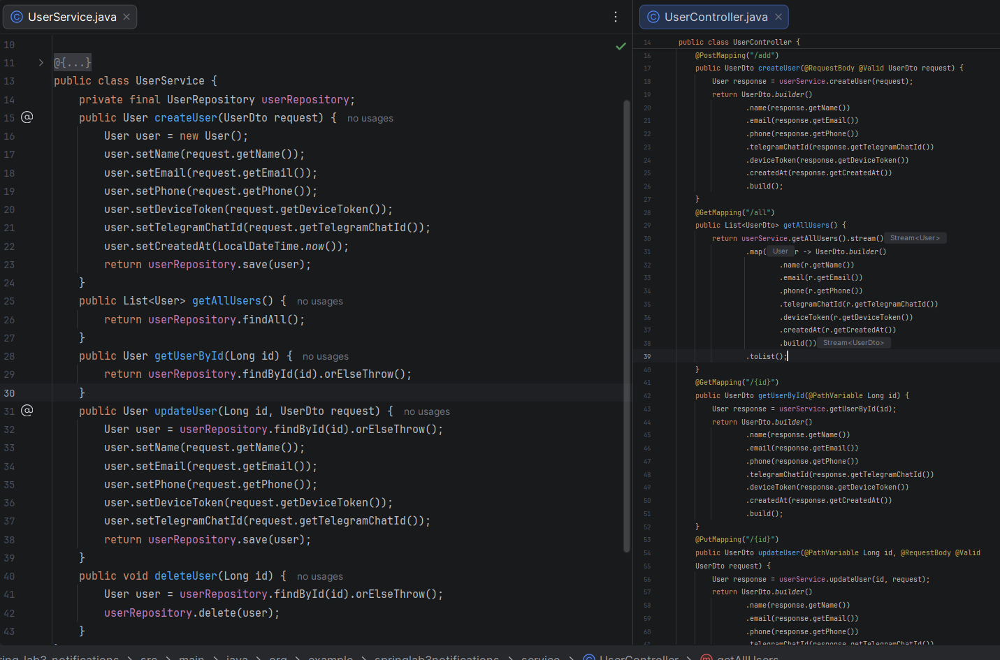 UserService.java
10
11 @{...}
13 public class UserService {
14 private final UserRepository userRepository;
15 public User createUser(UserDto request) { no usages
16 User user = new User();
17 user.setName(request.getName());
18 user.setEmail(request.getEmail());
19 user.setPhone(request.getPhone());
20 user.setDeviceToken(request.getDeviceToken());
21 user.setTelegramChatId(request.getTelegramChatId());
22 user.setCreatedAt(LocalDateTime.now());
23 return userRepository.save(user);
24 }
25 public List<User> getAllUsers() { no usages
26 return userRepository.findAll();
27 }
28 public User getUserById(Long id) { no usages
29 return userRepository.findById(id).orElseThrow();
30 }
31 public User updateUser(Long id, UserDto request) { no usages
32 User user = userRepository.findById(id).orElseThrow();
33 user.setName(request.getName());
34 user.setEmail(request.getEmail());
35 user.setPhone(request.getPhone());
36 user.setDeviceToken(request.getDeviceToken());
37 user.setTelegramChatId(request.getTelegramChatId());
38 return userRepository.save(user);
39 }
40 public void deleteUser(Long id) { no usages
41 User user = userRepository.findById(id).orElseThrow();
42 userRepository.delete(user);
43 }
UserController.java
14 public class UserController {
16 @PostMapping("/add")
17 public UserDto createUser(@RequestBody @Valid UserDto request) {
18 User response = userService.createUser(request);
19 return UserDto.builder()
20 .name(response.getName())
21 .email(response.getEmail())
22 .phone(response.getPhone())
23 .telegramChatId(response.getTelegramChatId())
24 .deviceToken(response.getDeviceToken())
25 .createdAt(response.getCreatedAt())
26 .build();
27 }
28 @GetMapping("/all")
29 public List<UserDto> getAllUsers() {
30 return userService.getAllUsers().stream() Stream<User>
31 .map( User r -> UserDto.builder()
32 .name(r.getName())
33 .email(r.getEmail())
34 .phone(r.getPhone())
35 .telegramChatId(r.getTelegramChatId())
36 .deviceToken(r.getDeviceToken())
37 .createdAt(r.getCreatedAt())
38 .build()) Stream<UserDto>
39 .toList();
40 }
41 @GetMapping("/{id}")
42 public UserDto getUserById(@PathVariable Long id) {
43 User response = userService.getUserById(id);
44 return UserDto.builder()
45 .name(response.getName())
46 .email(response.getEmail())
47 .phone(response.getPhone())
48 .telegramChatId(response.getTelegramChatId())
49 .deviceToken(response.getDeviceToken())
50 .createdAt(response.getCreatedAt())
51 .build();
52 }
53 @PutMapping("/{id}")
54 public UserDto updateUser(@PathVariable Long id, @RequestBody @Valid
55 UserDto request) {
56 User response = userService.updateUser(id, request);
57 return UserDto.builder()
58 .name(response.getName())
59 .email(response.getEmail())
60 .phone(response.getPhone())
61 .telegramChatId(response.getTelegramChatId())
ring-lab3-notifications > src > main > java > org > example > springlab3notifications > service > UserController > getAllUsers